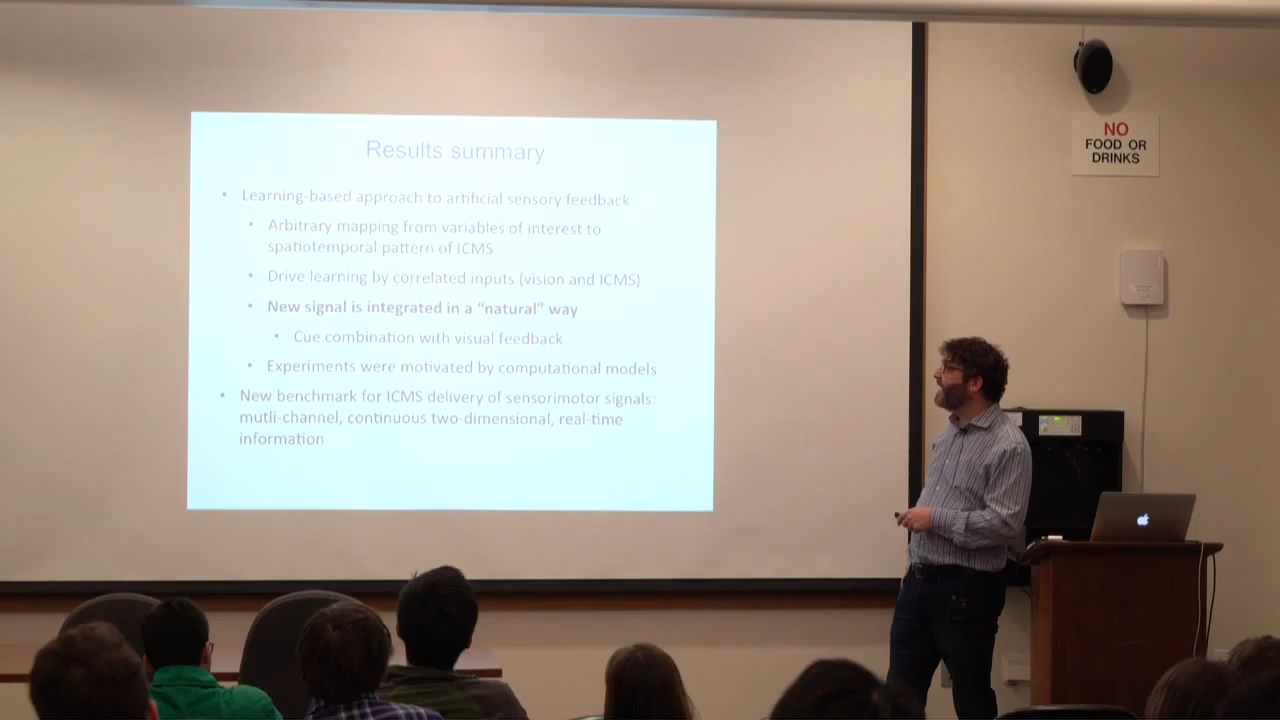 Results summary
• Learning-based approach to artificial sensory feedback
• Arbitrary mapping from variables of interest to
spatiotemporal pattern of ICMS
• Drive learning by correlated inputs (vision and ICMS)
• New signal is integrated in a “natural” way
• Cue combination with visual feedback
• Experiments were motivated by computational models
• New benchmark for ICMS delivery of sensorimotor signals:
mutli-channel, continuous two-dimensional, real-time
information
NO
FOOD OR
DRINKS